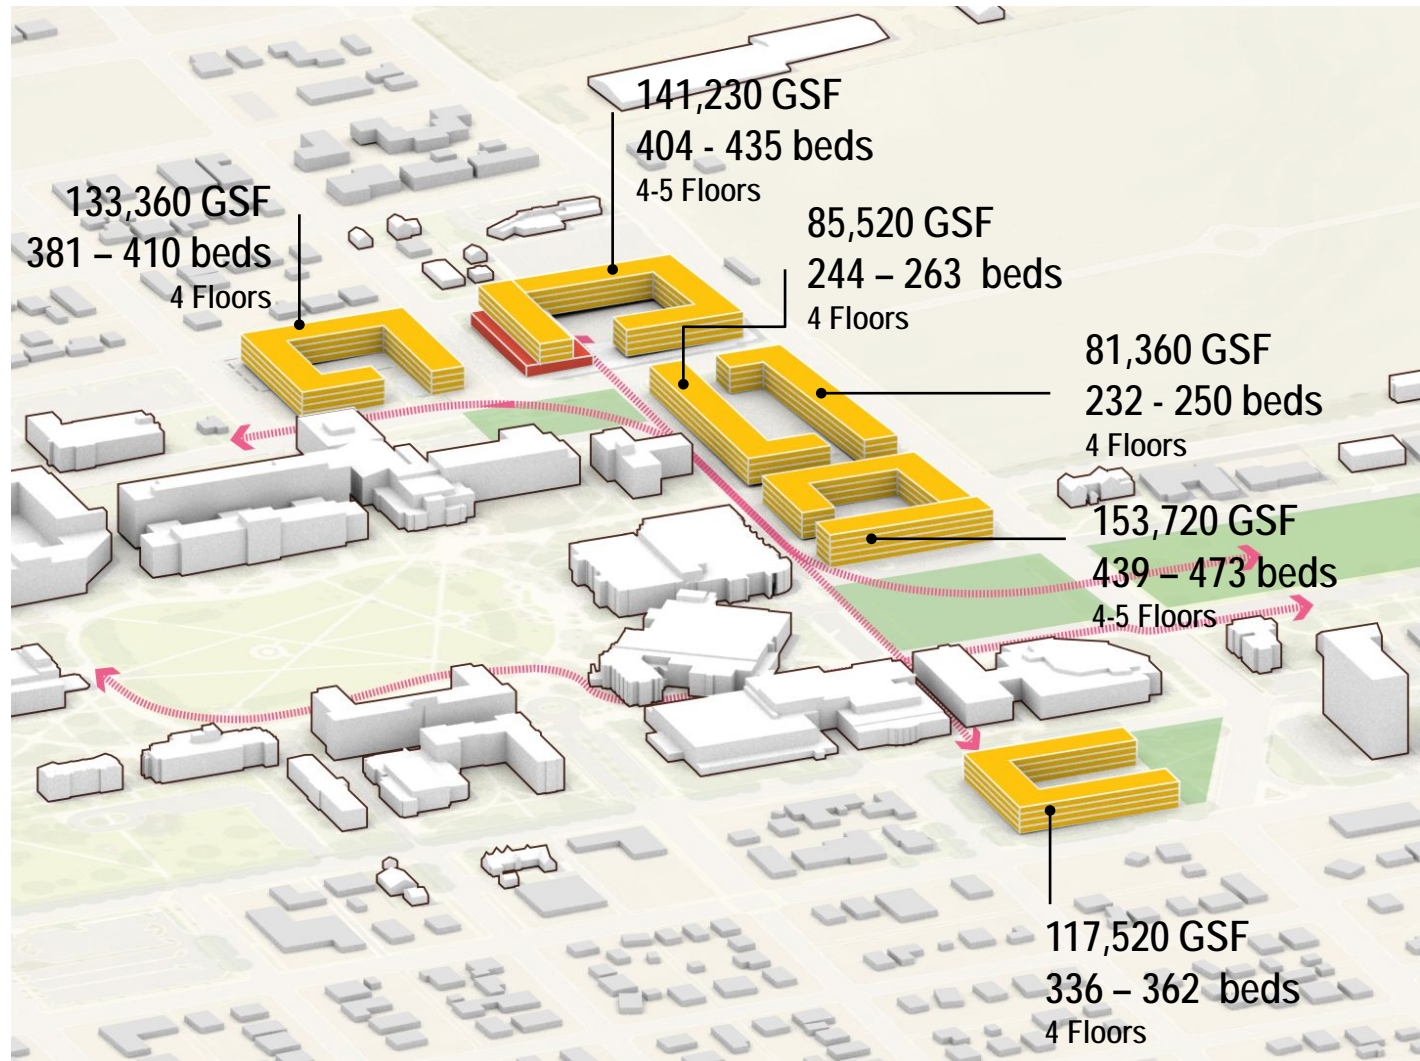 141,230 GSF
404 - 435 beds
4-5 Floors
133,360 GSF
381 – 410 beds
4 Floors
85,520 GSF
244 – 263 beds
4 Floors
81,360 GSF
232 - 250 beds
4 Floors
153,720 GSF
439 – 473 beds
4-5 Floors
117,520 GSF
336 – 362 beds
4 Floors